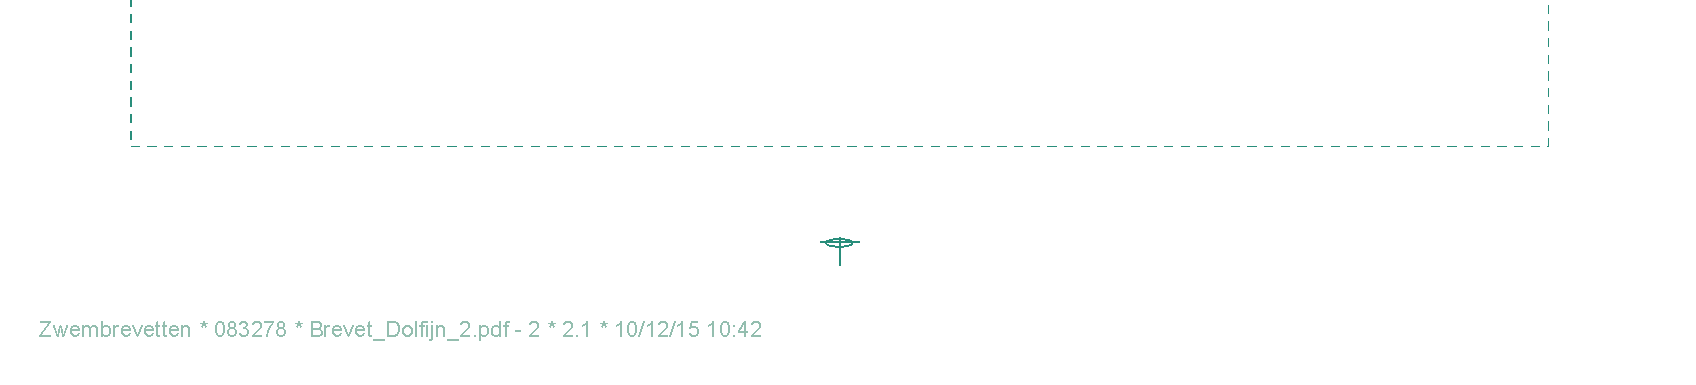 Zwembrevetten * 083278 * Brevet_Dolfijn_2.pdf - 2 * 2.1 * 10/12/15 10:42